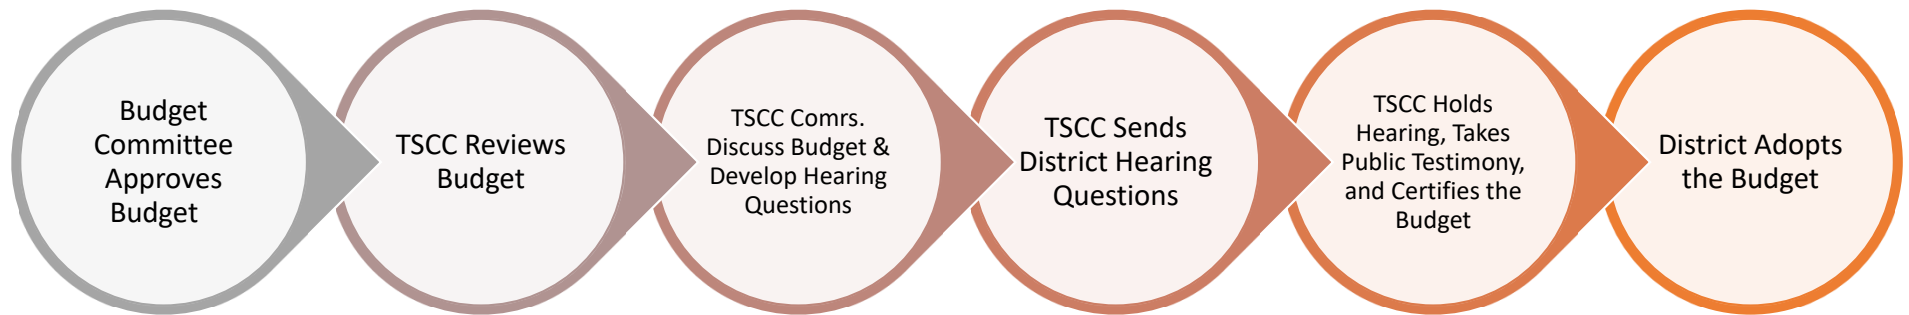 Budget
Committee
Approves
Budget
TSCC Reviews
Budget
TSCC Comrs.
Discuss Budget &
Develop Hearing
Questions
TSCC Sends
District Hearing
Questions
TSCC Holds
Hearing, Takes
Public Testimony,
and Certifies the
Budget
District Adopts
the Budget